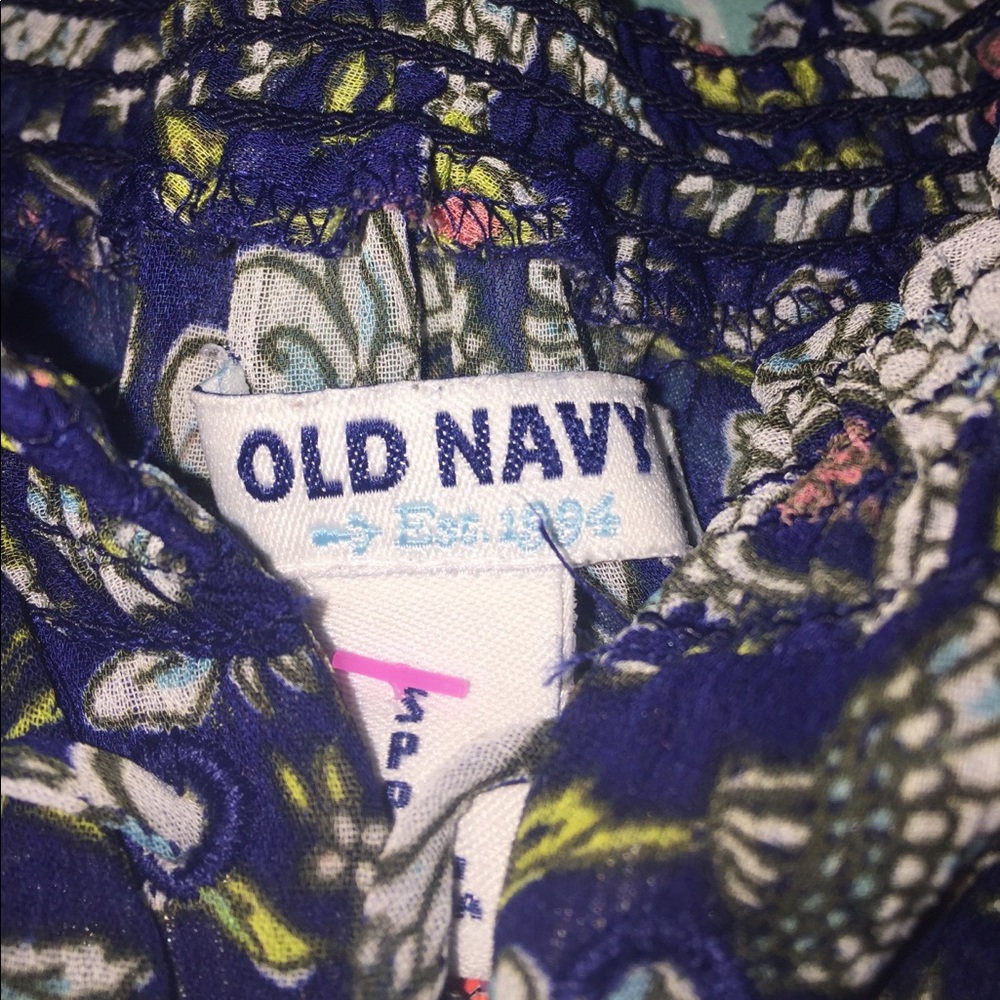 OLD NAVY
Est. 1994
S
P